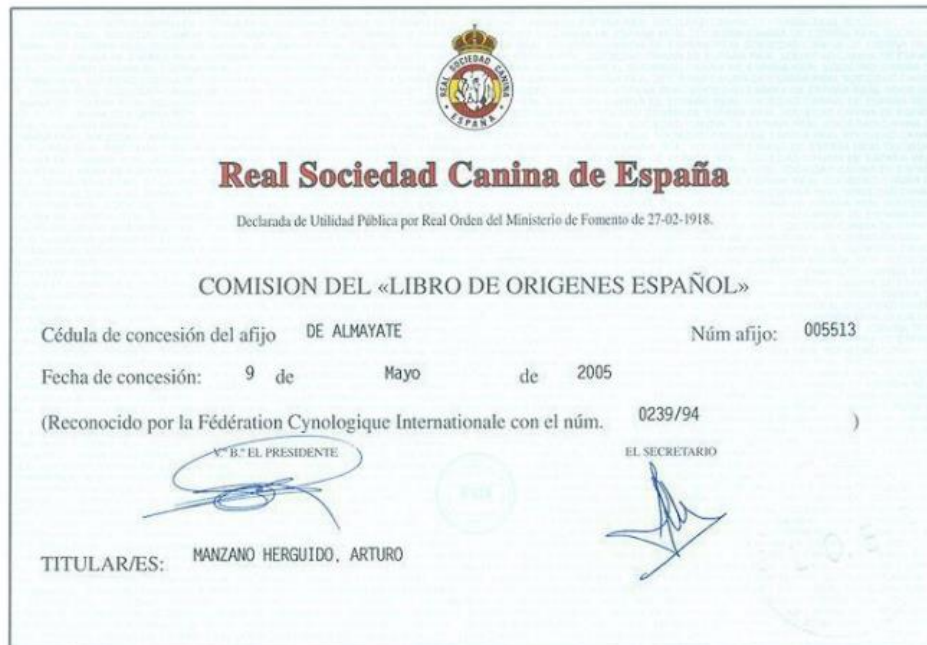 REAL SOCIEDAD CANINA
ESPAÑA
Real Sociedad Canina de España
Declarada de Utilidad Pública por Real Orden del Ministerio de Fomento de 27-02-1918.
COMISION DEL «LIBRO DE ORIGENES ESPAÑOL»
Cédula de concesión del afijo DE ALMAYATE Núm afijo: 005513
Fecha de concesión: 9 de Mayo de 2005
(Reconocido por la Fédération Cynologique Internationale con el núm. 0239/94 )
V.º B.º EL PRESIDENTE EL SECRETARIO
L.O.E
TITULAR/ES: MANZANO HERGUIDO, ARTURO